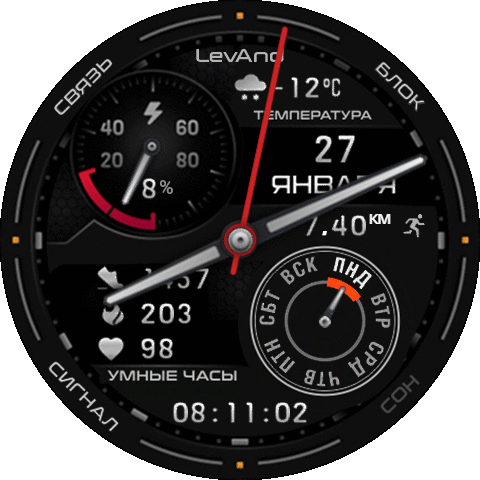 LevAnd
СВЯЗЬ
БЛОК
-12°C
ТЕМПЕРАТУРА
40 60
20 80
8%
27
ЯНВАРЯ
7.40 КМ
203
98
ВСК ПНД ВТР СРД ЧТВ ПТН СБТ
УМНЫЕ ЧАСЫ
СИГНАЛ
СОН
08:11:02